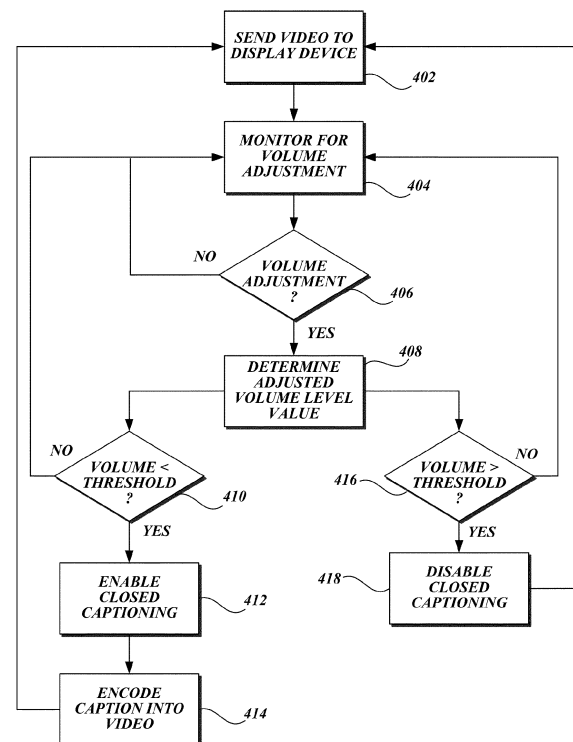 SEND VIDEO TO
DISPLAY DEVICE
402
MONITOR FOR
VOLUME
ADJUSTMENT
404
NO
VOLUME
ADJUSTMENT
?
406
YES
DETERMINE
ADJUSTED
VOLUME LEVEL
VALUE
408
NO
VOLUME <
THRESHOLD
?
410
YES
416
VOLUME >
THRESHOLD
?
NO
YES
ENABLE
CLOSED
CAPTIONING
412
418
DISABLE
CLOSED
CAPTIONING
ENCODE
CAPTION INTO
VIDEO
414